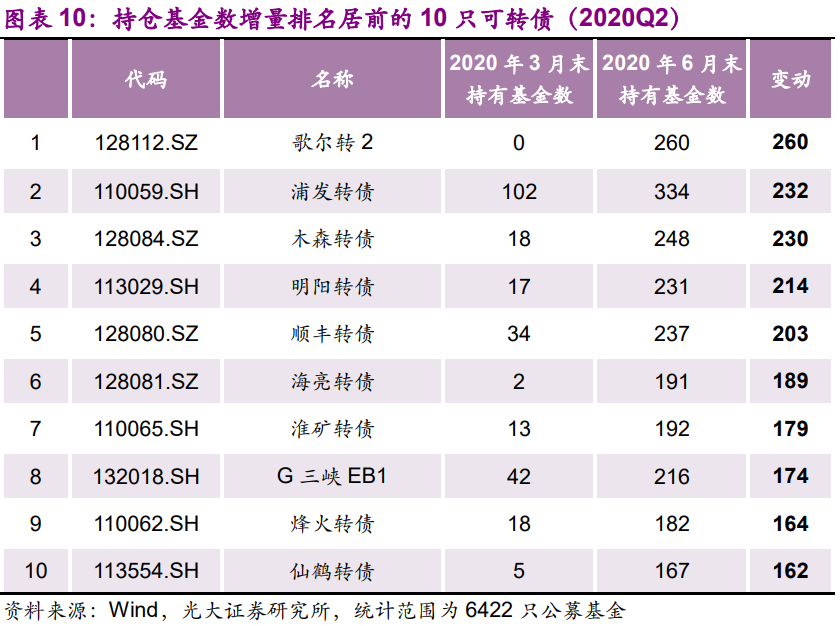 图表 10：持仓基金数增量排名居前的 10 只可转债（2020Q2）
代码 名称 2020 年 3 月末持有基金数 2020 年 6 月末持有基金数 变动
1 128112.SZ 歌尔转 2 0 260 260
2 110059.SH 浦发转债 102 334 232
3 128084.SZ 木森转债 18 248 230
4 113029.SH 明阳转债 17 231 214
5 128080.SZ 顺丰转债 34 237 203
6 128081.SZ 海亮转债 2 191 189
7 110065.SH 淮矿转债 13 192 179
8 132018.SH G 三峡 EB1 42 216 174
9 110062.SH 烽火转债 18 182 164
10 113554.SH 仙鹤转债 5 167 162
资料来源：Wind，光大证券研究所，统计范围为 6422 只公募基金